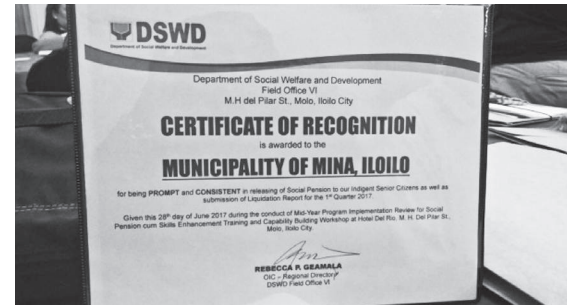 DSWD
Department of Social Welfare and Development
Department of Social Welfare and Development
Field Office VI
M.H del Pilar St., Molo, Iloilo City
CERTIFICATE OF RECOGNITION
is awarded to the
MUNICIPALITY OF MINA, ILOILO
for being PROMPT and CONSISTENT in releasing of Social Pension to our Indigent Senior Citizens as well as
submission of Liquidation Report for the 1st Quarter 2017.
Given this 28th day of June 2017 during the conduct of Mid-Year Program Implementation Review for Social
Pension cum Skills Enhancement Training and Capability Building Workshop at Hotel Del Rio, M. H. Del Pilar St.,
Molo, Iloilo City.
REBECCA P. GEAMALA
OIC – Regional Director
DSWD Field Office VI